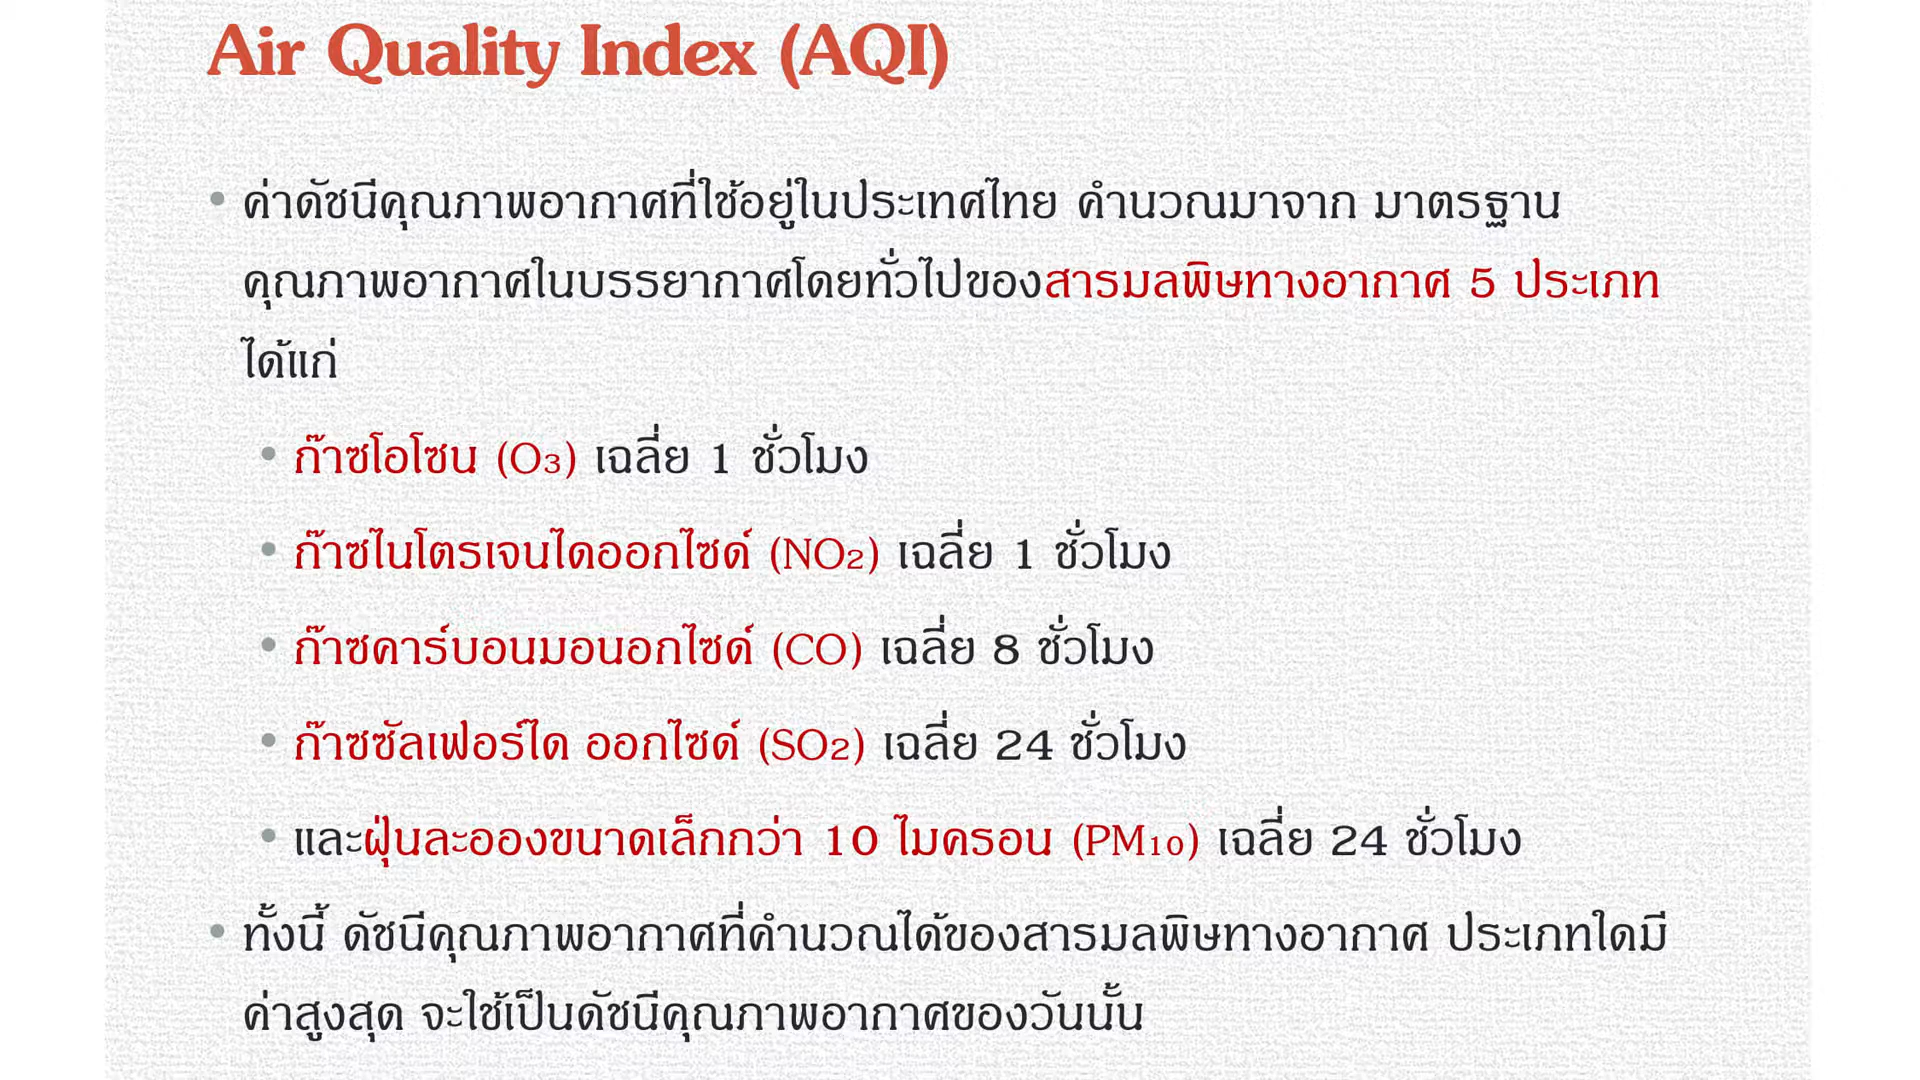 Air Quality Index (AQI)
• ค่าดัชนีคุณภาพอากาศที่ใช้อยู่ในประเทศไทย คำนวณมาจาก มาตรฐาน
คุณภาพอากาศในบรรยากาศโดยทั่วไปของสารมลพิษทางอากาศ 5 ประเภท
ได้แก่
• ก๊าซโอโซน (O₃) เฉลี่ย 1 ชั่วโมง
• ก๊าซไนโตรเจนไดออกไซด์ (NO₂) เฉลี่ย 1 ชั่วโมง
• ก๊าซคาร์บอนมอนอกไซด์ (CO) เฉลี่ย 8 ชั่วโมง
• ก๊าซซัลเฟอร์ได ออกไซด์ (SO₂) เฉลี่ย 24 ชั่วโมง
• และฝุ่นละอองขนาดเล็กกว่า 10 ไมครอน (PM₁₀) เฉลี่ย 24 ชั่วโมง
• ทั้งนี้ ดัชนีคุณภาพอากาศที่คำนวณได้ของสารมลพิษทางอากาศ ประเภทใดมี
ค่าสูงสุด จะใช้เป็นดัชนีคุณภาพอากาศของวันนั้น